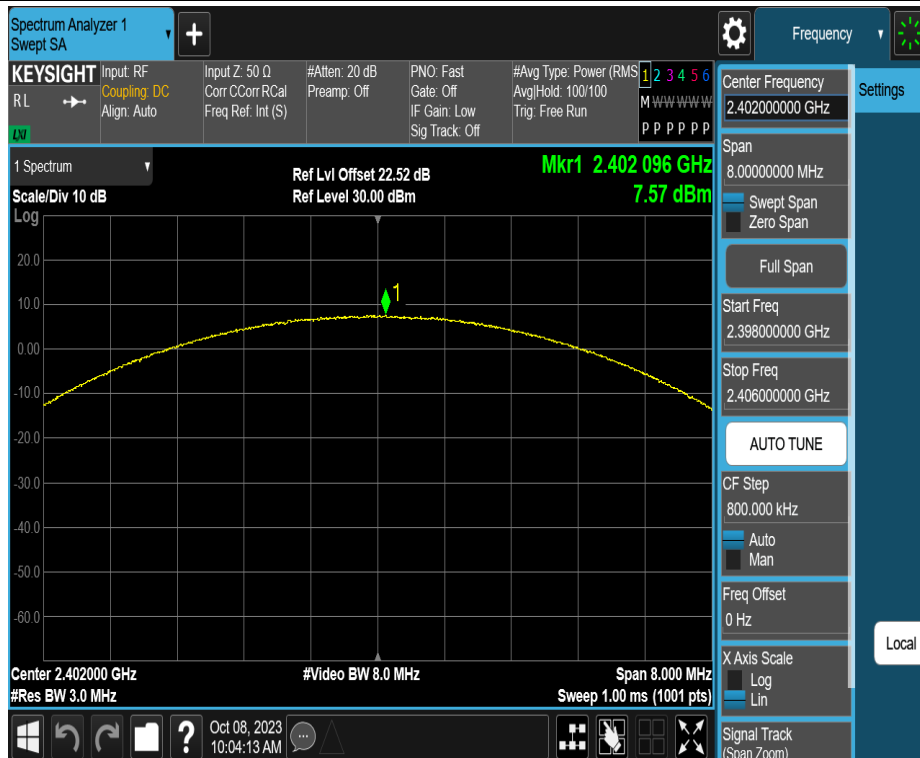 Spectrum Analyzer 1
Swept SA
+
Frequency
KEYSIGHT
RL
LXI
Input: RF
Coupling: DC
Align: Auto
Input Z: 50 Ω
Corr CCorr RCal
Freq Ref: Int (S)
#Atten: 20 dB
Preamp: Off
PNO: Fast
Gate: Off
IF Gain: Low
Sig Track: Off
#Avg Type: Power (RMS
Avg|Hold: 100/100
Trig: Free Run
1 2 3 4 5 6
M W W W W W
P P P P P P
1 Spectrum
Scale/Div 10 dB
Log
Ref Lvl Offset 22.52 dB
Ref Level 30.00 dBm
Mkr1 2.402 096 GHz
7.57 dBm
20.0
10.0
0.00
-10.0
-20.0
-30.0
-40.0
-50.0
-60.0
1
Center 2.402000 GHz
#Res BW 3.0 MHz
#Video BW 8.0 MHz
Span 8.000 MHz
Sweep 1.00 ms (1001 pts)
Oct 08, 2023
10:04:13 AM
?
Center Frequency
2.402000000 GHz
Settings
Span
8.00000000 MHz
Swept Span
Zero Span
Full Span
Start Freq
2.398000000 GHz
Stop Freq
2.406000000 GHz
AUTO TUNE
CF Step
800.000 kHz
Auto
Man
Freq Offset
0 Hz
Local
X Axis Scale
Log
Lin
Signal Track
(Span Zoom)